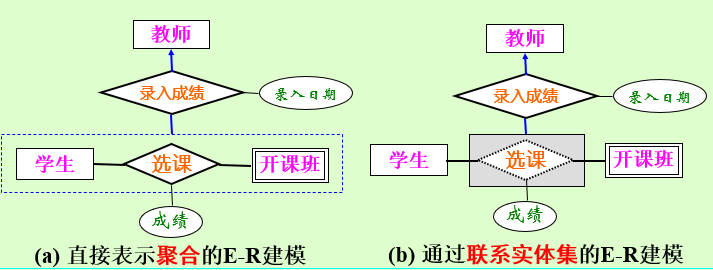 教师
录入成绩
录入日期
学生
选课
开课班
成绩
(a) 直接表示聚合的E-R建模
教师
录入成绩
录入日期
学生
选课
开课班
成绩
(b) 通过联系实体集的E-R建模